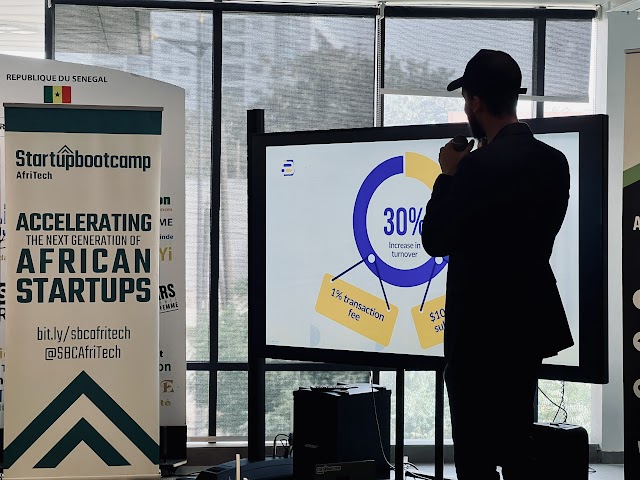 REPUBLIQUE DU SENEGAL
Startupbootcamp
AfriTech
ACCELERATING
THE NEXT GENERATION OF
AFRICAN
STARTUPS
bit.ly/sbcafritech
@SBCAfriTech
30%
Increase in
turnover
1% transaction
fee